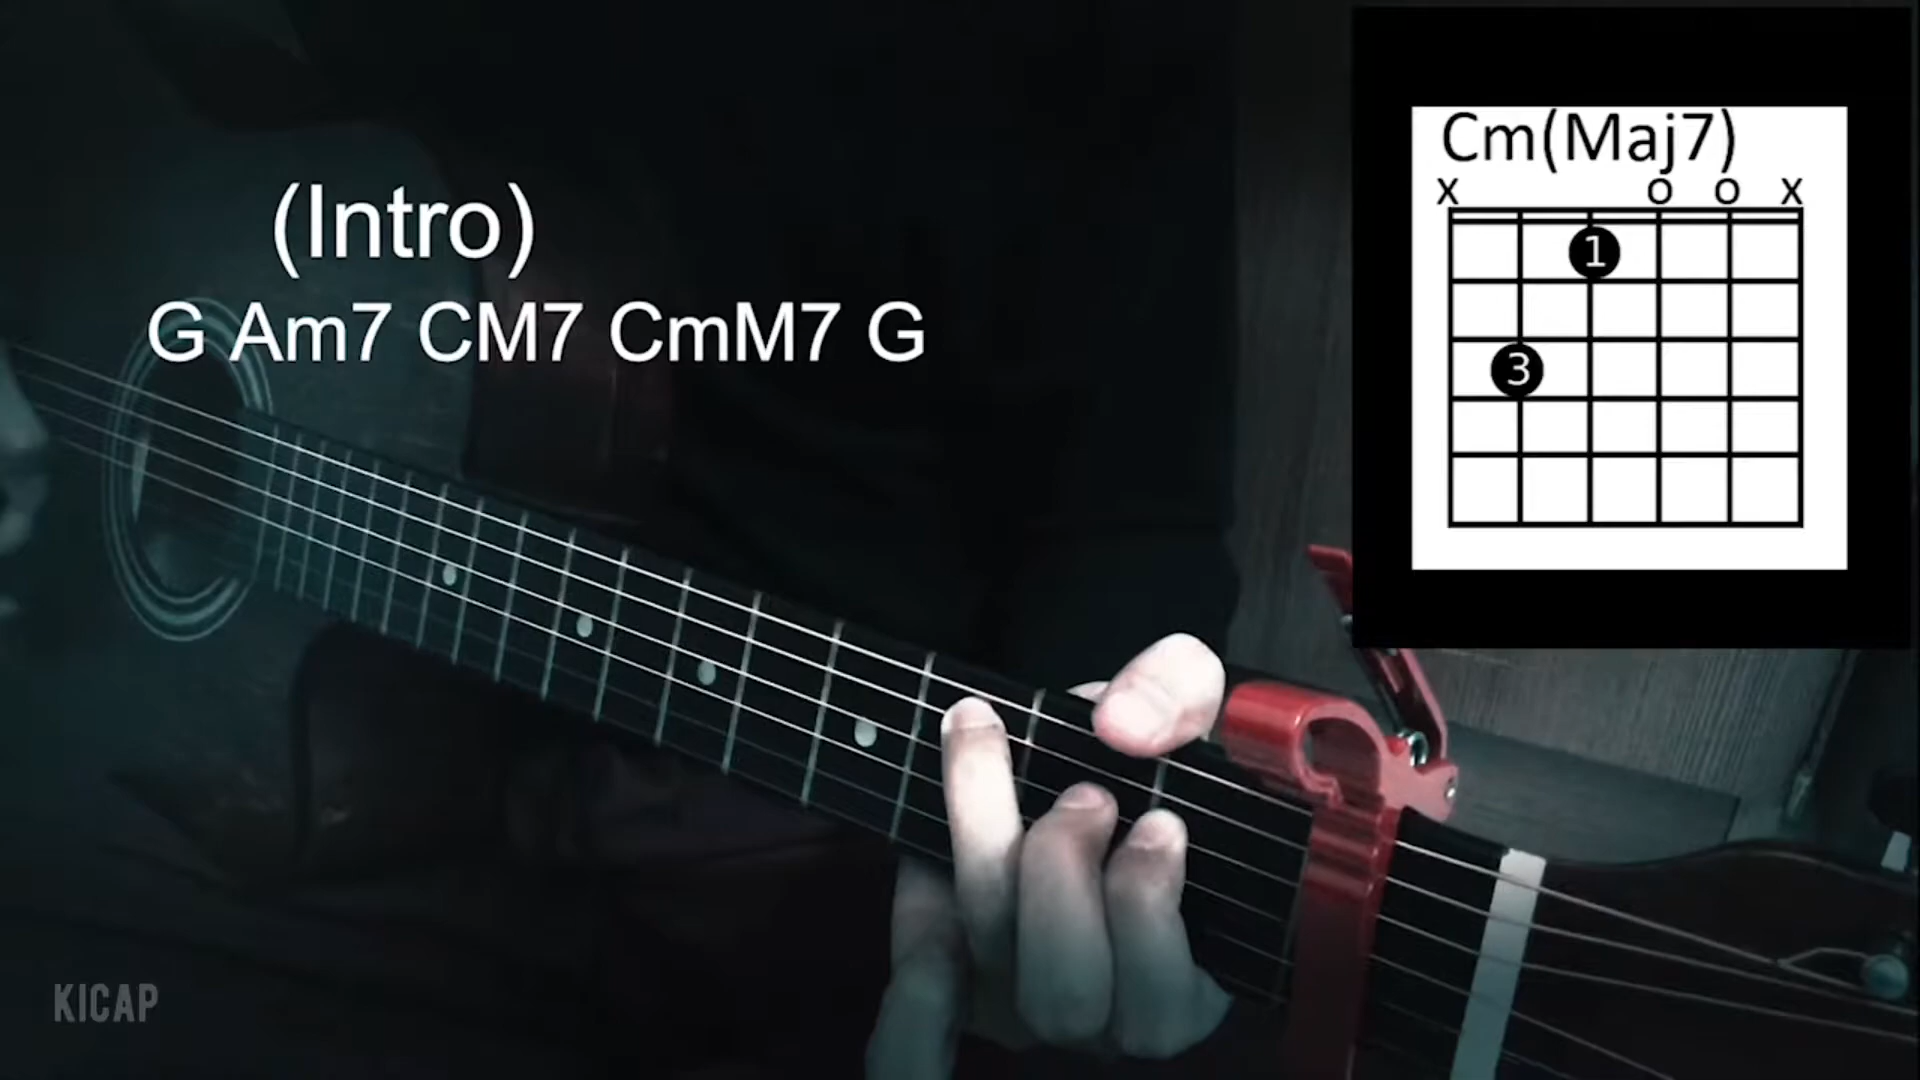 (Intro)
G Am7 CM7 CmM7 G
Cm(Maj7)
x o o x
1
3
KICAP